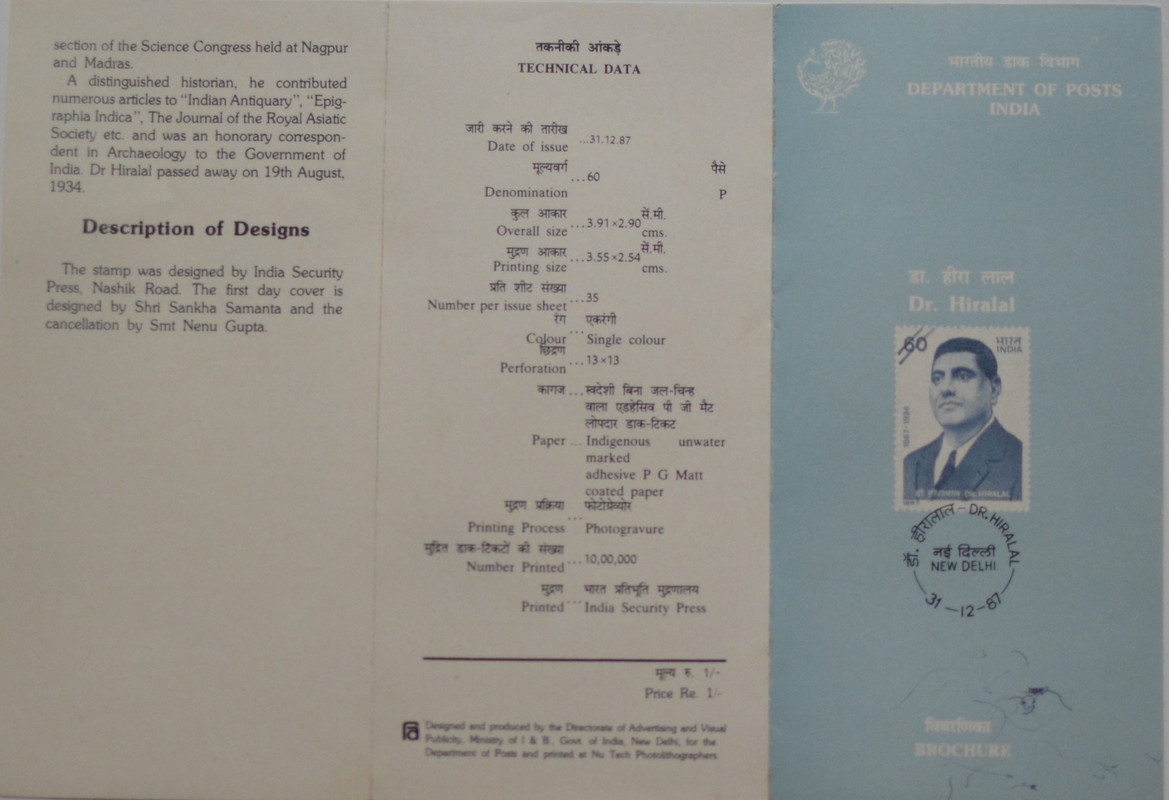 section of the Science Congress held at Nagpur
and Madras.
A distinguished historian, he contributed
numerous articles to "Indian Antiquary", "Epig-
raphia Indica", The Journal of the Royal Asiatic
Society etc. and was an honorary correspon-
dent in Archaeology to the Government of
India. Dr Hiralal passed away on 19th August,
1934.
Description of Designs
The stamp was designed by India Security
Press, Nashik Road. The first day cover is
designed by Shri Sankha Samanta and the
cancellation by Smt Nenu Gupta.
तकनीकी आंकड़े
TECHNICAL DATA
जारी करने की तारीख
Date of issue ...31.12.87
मूल्यवर्ग पैसे
...60
Denomination P
कुल आकार सें.मी.
Overall size ...3.91×2.90 cms.
मुद्रण आकार सें.मी.
Printing size ...3.55×2.54 cms.
प्रति शीट संख्या
Number per issue sheet ...35
रंग एकरंगी
Colour ... Single colour
छिद्रण
Perforation ...13×13
कागज ...स्वदेशी बिना जल-चिन्ह
वाला एडहेसिव पी जी मैट
लोपदार डाक-टिकट
Paper ... Indigenous unwater
marked
adhesive P G Matt
coated paper
मुद्रण प्रक्रिया फोटोग्रेव्योर
Printing Process ... Photogravure
मुद्रित डाक-टिकटों की संख्या
Number Printed ...10,00,000
मुद्रण भारत प्रतिभूति मुद्रणालय
Printed ... India Security Press
मूल्य रु. 1/-
Price Re. 1/-
Designed and produced by the Directorate of Advertising and Visual
Publicity, Ministry of I & B., Govt. of India, New Delhi, for the
Department of Posts and printed at Nu Tech Photolithographers.
भारतीय डाक विभाग
DEPARTMENT OF POSTS
INDIA
डा. हीरा लाल
Dr. Hiralal
60 भारत
INDIA
1867-1934
डॉ. हीरालाल DR. HIRALAL
1987
डॉ. हीरालाल – DR. HIRALAL
नई दिल्ली
NEW DELHI
31-12-87
विवरणिका
BROCHURE